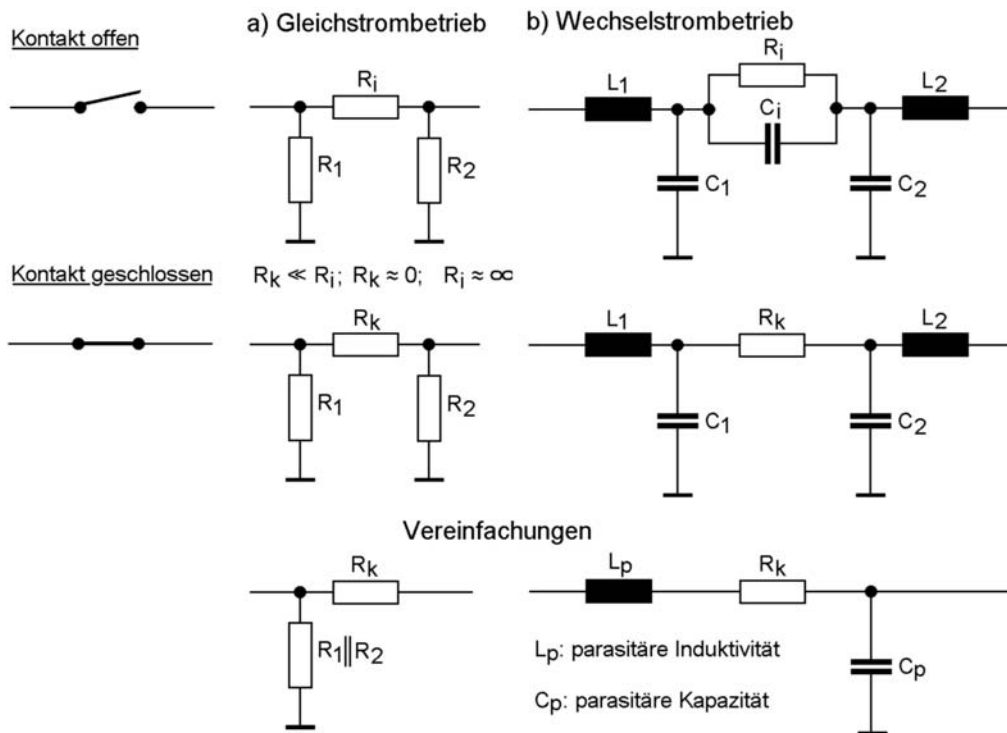 a) Gleichstrombetrieb
b) Wechselstrombetrieb
Kontakt offen
Ri
R1
R2
L1
Ri
Ci
L2
C1
C2
Kontakt geschlossen
Rk ≪ Ri; Rk ≈ 0; Ri ≈ ∞
Rk
R1
R2
L1
Rk
L2
C1
C2
Vereinfachungen
Rk
R1||R2
Lp
Rk
Cp
Lp: parasitäre Induktivität
Cp: parasitäre Kapazität